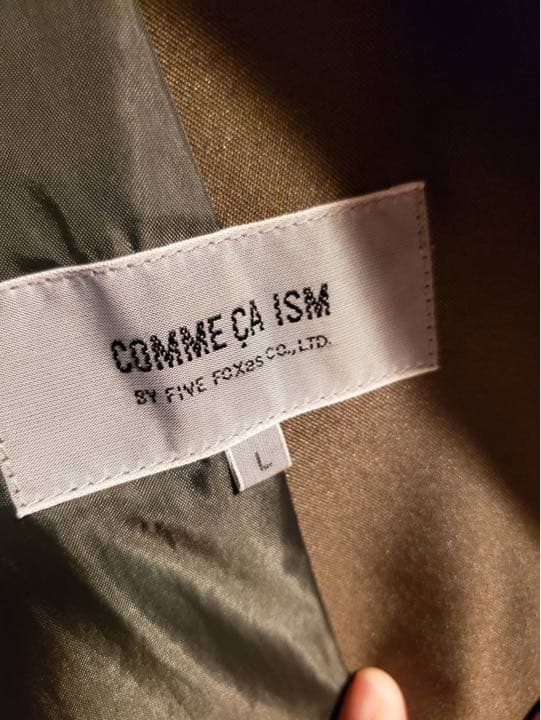 COMME ÇA ISM
BY FIVE FOXes CO., LTD.
L